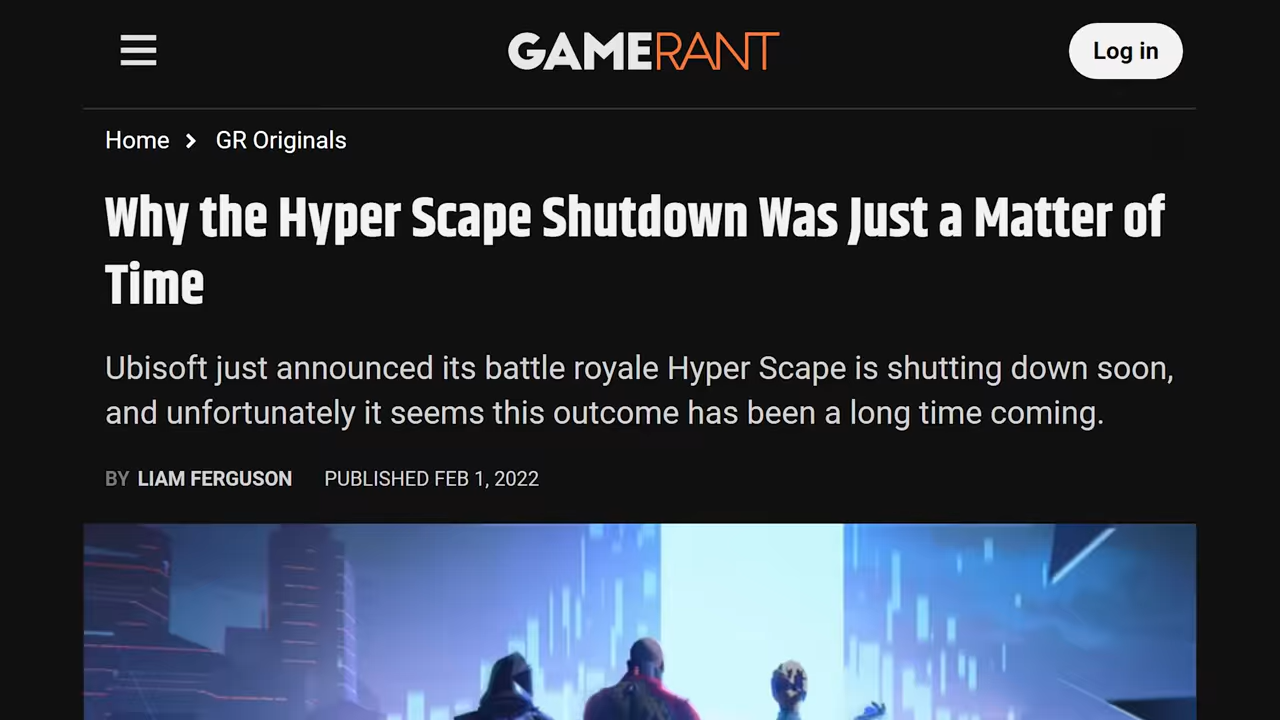 GAMERANT
Log in
Home > GR Originals
Why the Hyper Scape Shutdown Was Just a Matter of
Time
Ubisoft just announced its battle royale Hyper Scape is shutting down soon,
and unfortunately it seems this outcome has been a long time coming.
BY LIAM FERGUSON PUBLISHED FEB 1, 2022